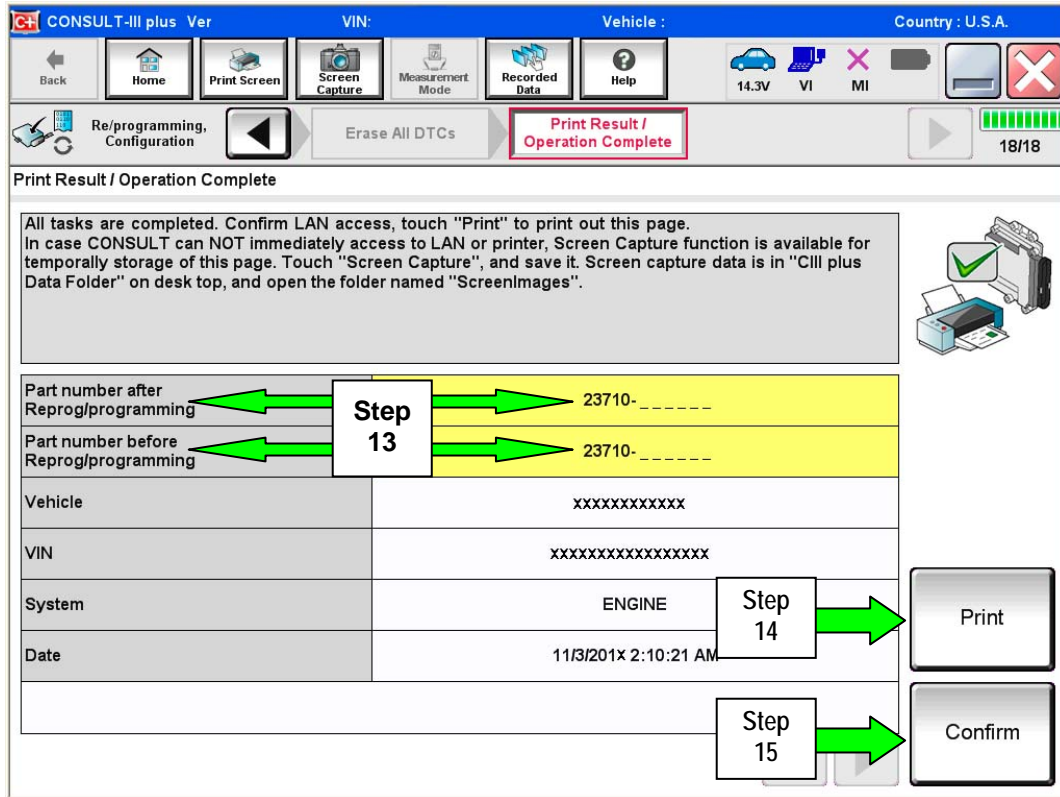 C+ CONSULT-III plus Ver VIN: Vehicle : Country : U.S.A.
Back
Home
Print Screen
Screen Capture
Measurement Mode
Recorded Data
Help
14.3V
VI
MI
Re/programming, Configuration
Erase All DTCs
Print Result / Operation Complete
18/18
Print Result / Operation Complete
All tasks are completed. Confirm LAN access, touch "Print" to print out this page.
In case CONSULT can NOT immediately access to LAN or printer, Screen Capture function is available for
temporally storage of this page. Touch "Screen Capture", and save it. Screen capture data is in "CIII plus
Data Folder" on desk top, and open the folder named "ScreenImages".
Part number after
Reprog/programming
23710-_ _ _ _ _ _
Step
13
Part number before
Reprog/programming
23710-_ _ _ _ _ _
Vehicle xxxxxxxxxxxx
VIN xxxxxxxxxxxxxxxxx
System ENGINE
Step
14
Print
Date 11/3/201x 2:10:21 AM
Step
15
Confirm